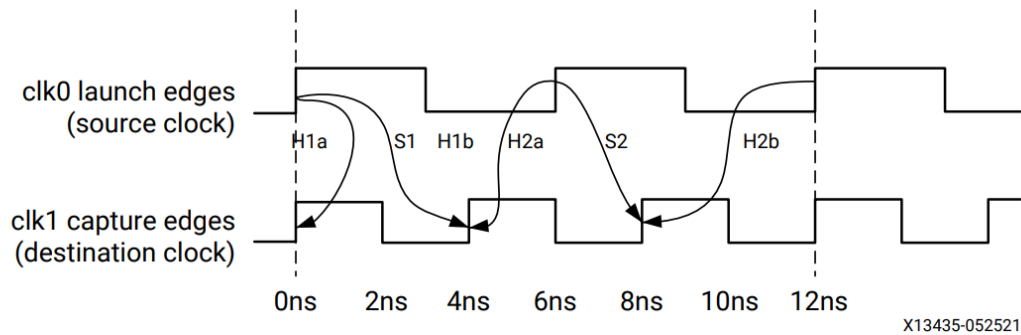 clk0 launch edges
(source clock)
H1a S1 H1b H2a S2 H2b
clk1 capture edges
(destination clock)
0ns 2ns 4ns 6ns 8ns 10ns 12ns
X13435-052521